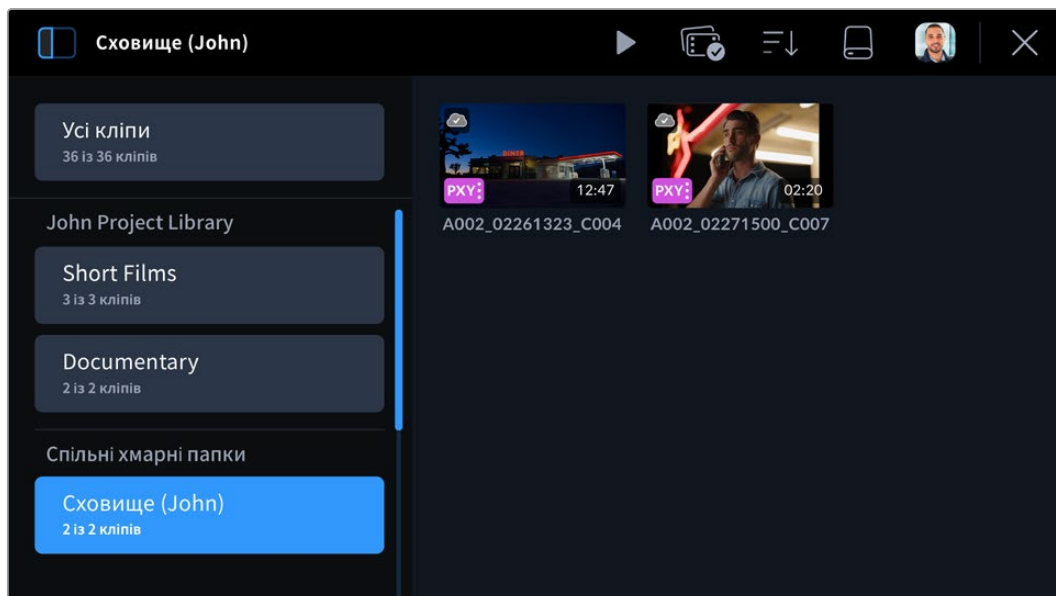 Сховище (John)
Усі кліпи
36 із 36 кліпів
John Project Library
Short Films
3 із 3 кліпів
Documentary
2 із 2 кліпів
Спільні хмарні папки
Сховище (John)
2 із 2 кліпів
DINER
PXY
12:47
A002_02261323_C004
PXY
02:20
A002_02271500_C007